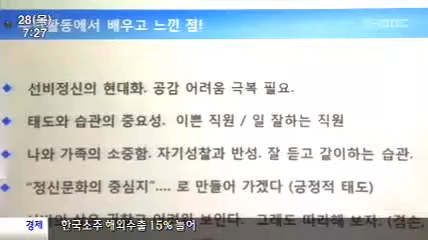 28(목)
7:27
활동에서 배우고 느낀 점!
선비정신의 현대화. 공감 어려움 극복 필요.
태도와 습관의 중요성. 이쁜 직원 / 일 잘하는 직원
나와 가족의 소중함. 자기성찰과 반성. 잘 듣고 같이하는 습관.
“정신문화의 중심지”.... 로 만들어 가겠다 (긍정적 태도)
보인다. 그래도 따라해 보자. (겸손,
경제 한국소주 해외수출 15% 늘어